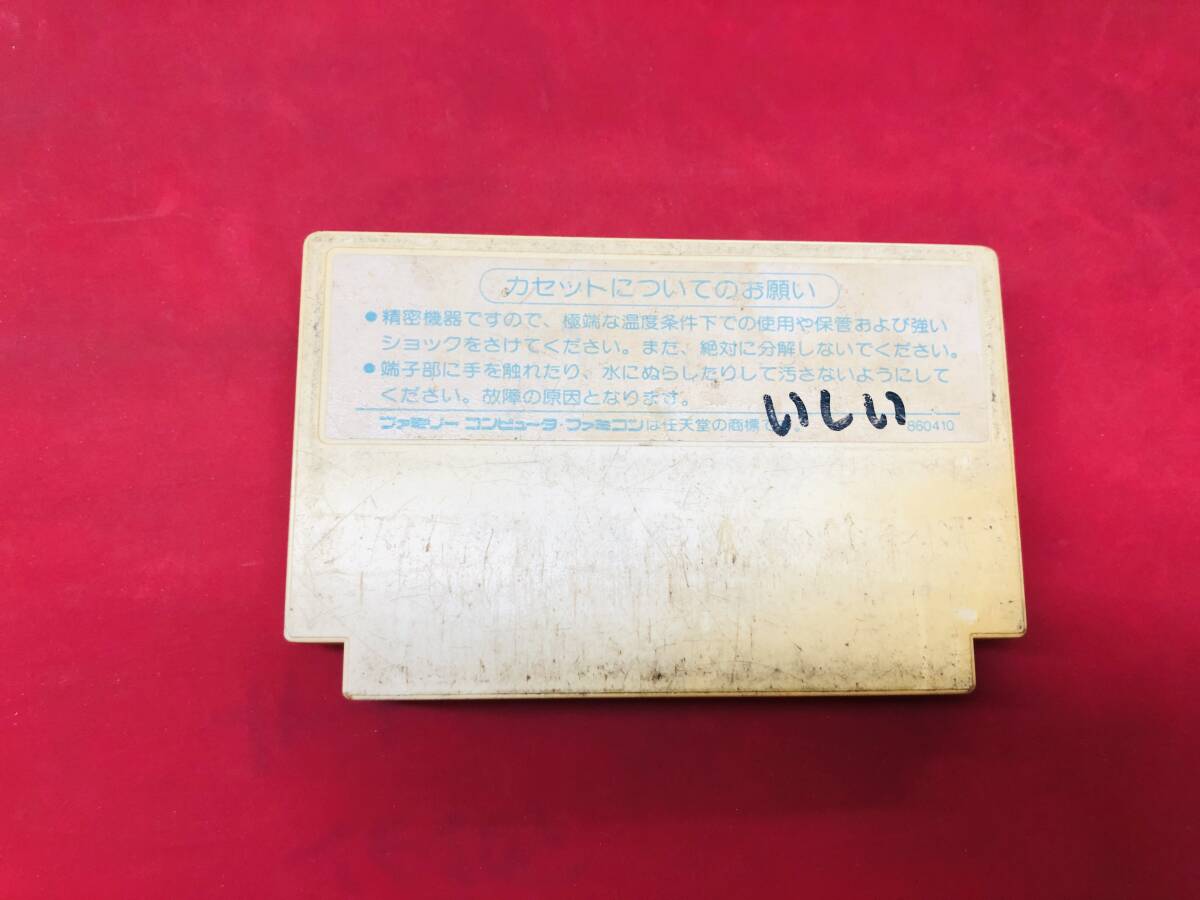 カセットについてのお願い
●精密機器ですので、極端な温度条件下での使用や保管および強い
ショックをさけてください。また、絶対に分解しないでください。
●端子部に手を触れたり、水にぬらしたりして汚さないようにして
ください。故障の原因となります。
いしい
ファミリーコンピュータ・ファミコンは任天堂の商標で 860410